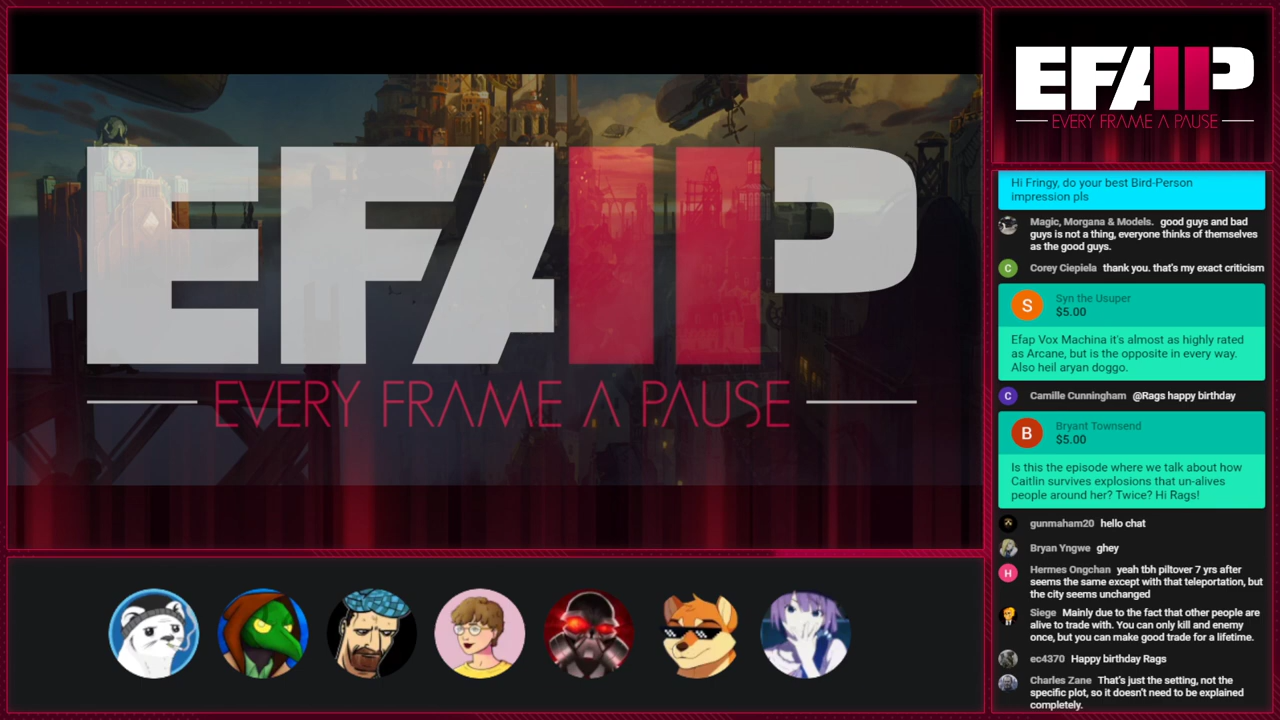 EFAP
EVERY FRAME A PAUSE
EFAP
EVERY FRAME A PAUSE
Hi Fringy, do your best Bird-Person
impression pls
Magic, Morgana & Models. good guys and bad
guys is not a thing, everyone thinks of themselves
as the good guys.
C
Corey Ciepiela thank you. that's my exact criticism
S
Syn the Usuper
$5.00
Efap Vox Machina it's almost as highly rated
as Arcane, but is the opposite in every way.
Also heil aryan doggo.
C
Camille Cunningham @Rags happy birthday
B
Bryant Townsend
$5.00
Is this the episode where we talk about how
Caitlin survives explosions that un-alives
people around her? Twice? Hi Rags!
gunmaham20 hello chat
Bryan Yngwe ghey
H
Hermes Ongchan yeah tbh piltover 7 yrs after
seems the same except with that teleportation, but
the city seems unchanged
Siege Mainly due to the fact that other people are
alive to trade with. You can only kill and enemy
once, but you can make good trade for a lifetime.
ec4370 Happy birthday Rags
Charles Zane That's just the setting, not the
specific plot, so it doesn't need to be explained
completely.